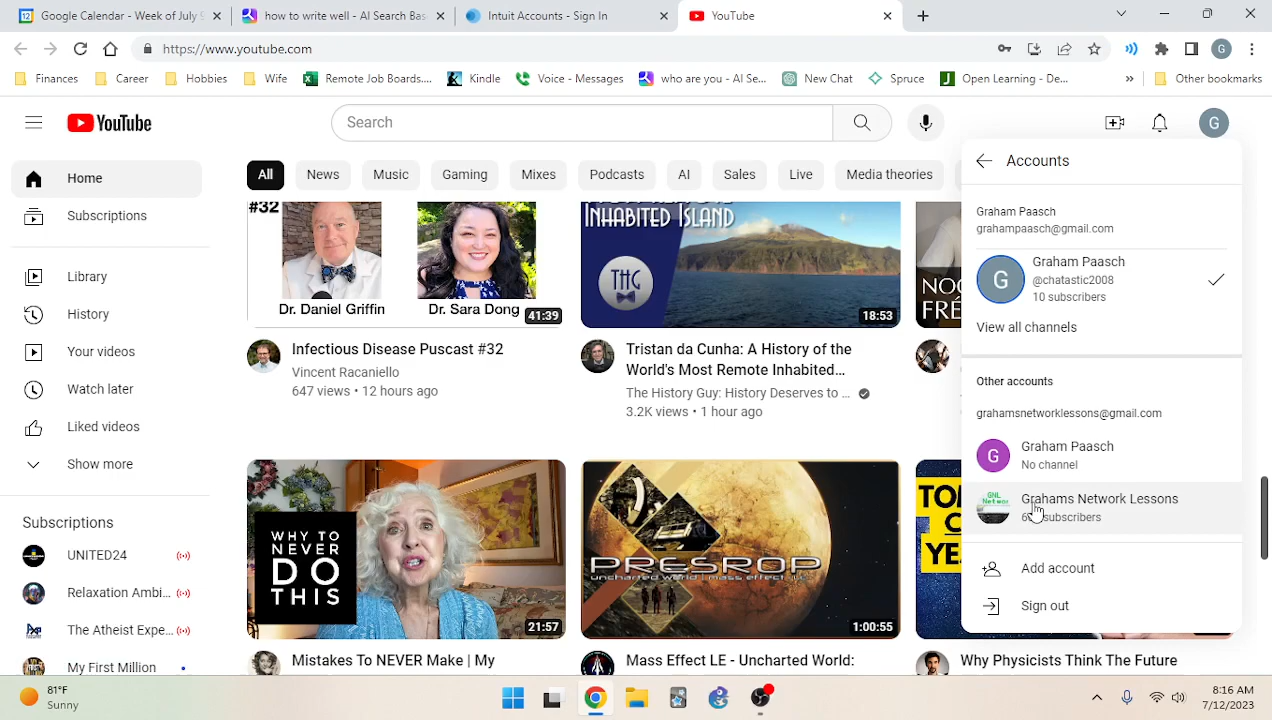 Google Calendar - Week of July 9
how to write well - AI Search Bas
Intuit Accounts - Sign In
YouTube
https://www.youtube.com
G
Finances
Career
Hobbies
Wife
Remote Job Boards....
Kindle
Voice - Messages
who are you - AI Se...
New Chat
Spruce
Open Learning - De...
»
Other bookmarks
YouTube
Search
G
Home
Subscriptions
Library
History
Your videos
Watch later
Liked videos
Show more
Subscriptions
UNITED24
Relaxation Ambi...
The Atheist Expe...
My First Million
All
News
Music
Gaming
Mixes
Podcasts
AI
Sales
Live
Media theories
#32
Dr. Daniel Griffin
Dr. Sara Dong
41:39
Infectious Disease Puscast #32
Vincent Racaniello
647 views • 12 hours ago
INHABITED ISLAND
THG
18:53
Tristan da Cunha: A History of the
World's Most Remote Inhabited...
The History Guy: History Deserves to ...
3.2K views • 1 hour ago
NOC
FRÉ
WHY TO
NEVER
DO
THIS
21:57
Mistakes To NEVER Make | My
PRESROP
uncharted world | mass effect LE
1:00:55
Mass Effect LE - Uncharted World:
Why Physicists Think The Future
Accounts
Graham Paasch
grahampaasch@gmail.com
G
Graham Paasch
@chatastic2008
10 subscribers
View all channels
Other accounts
grahamsnetworklessons@gmail.com
G
Graham Paasch
No channel
GNL
Grahams Network Lessons
subscribers
Add account
Sign out
81°F
Sunny
8:16 AM
7/12/2023